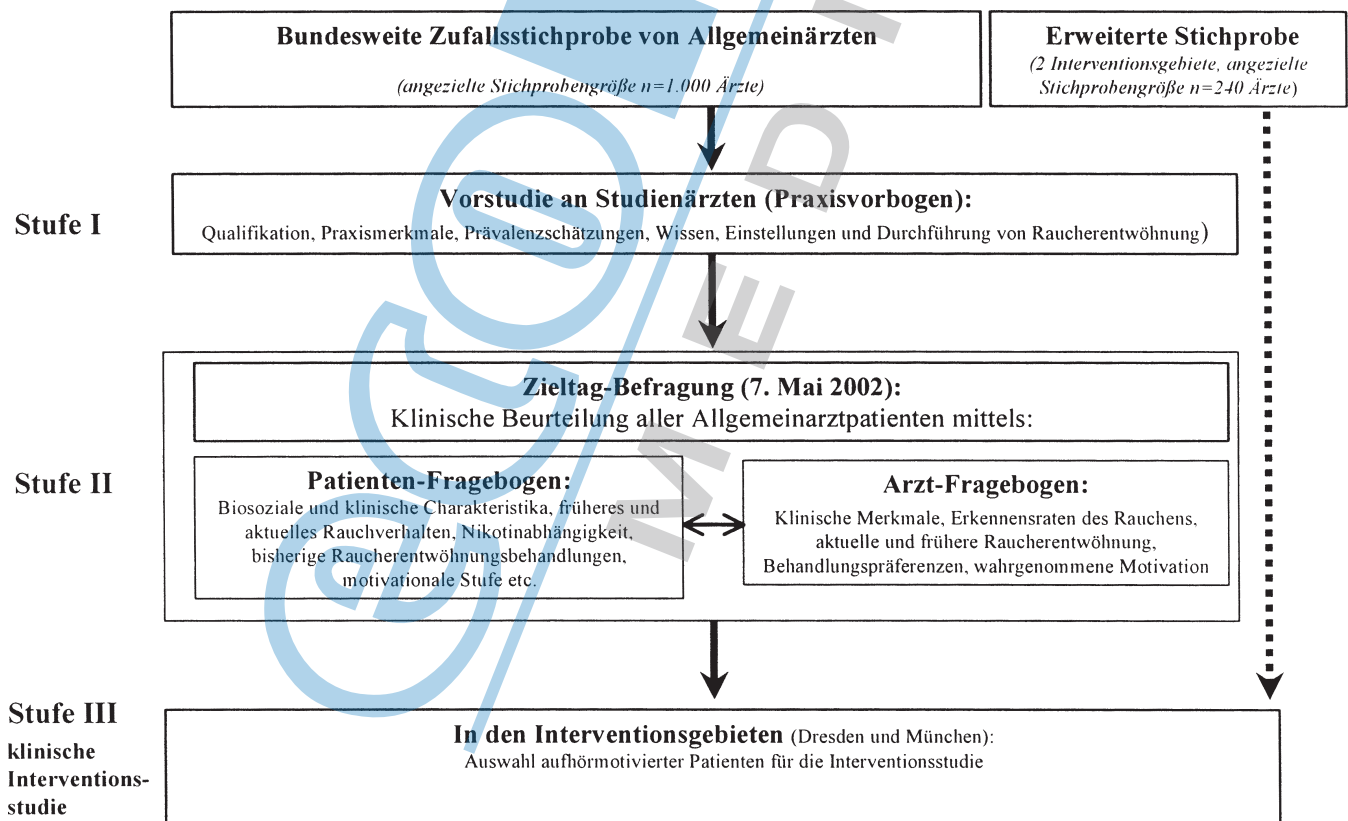 Bundesweite Zufallsstichprobe von Allgemeinärzten
(angezielte Stichprobengröße n=1.000 Ärzte)
Erweiterte Stichprobe
(2 Interventionsgebiete, angezielte
Stichprobengröße n=240 Ärzte)
Stufe I
Vorstudie an Studienärzten (Praxisvorbogen):
Qualifikation, Praxismerkmale, Prävalenzschätzungen, Wissen, Einstellungen und Durchführung von Raucherentwöhnung)
Stufe II
Zieltag-Befragung (7. Mai 2002):
Klinische Beurteilung aller Allgemeinarztpatienten mittels:
Patienten-Fragebogen:
Biosoziale und klinische Charakteristika, früheres und
aktuelles Rauchverhalten, Nikotinabhängigkeit,
bisherige Raucherentwöhnungsbehandlungen,
motivationale Stufe etc.
Arzt-Fragebogen:
Klinische Merkmale, Erkennensraten des Rauchens,
aktuelle und frühere Raucherentwöhnung,
Behandlungspräferenzen, wahrgenommene Motivation
Stufe III
klinische
Interventions-
studie
In den Interventionsgebieten (Dresden und München):
Auswahl aufhörmotivierter Patienten für die Interventionsstudie
eco
MEDI